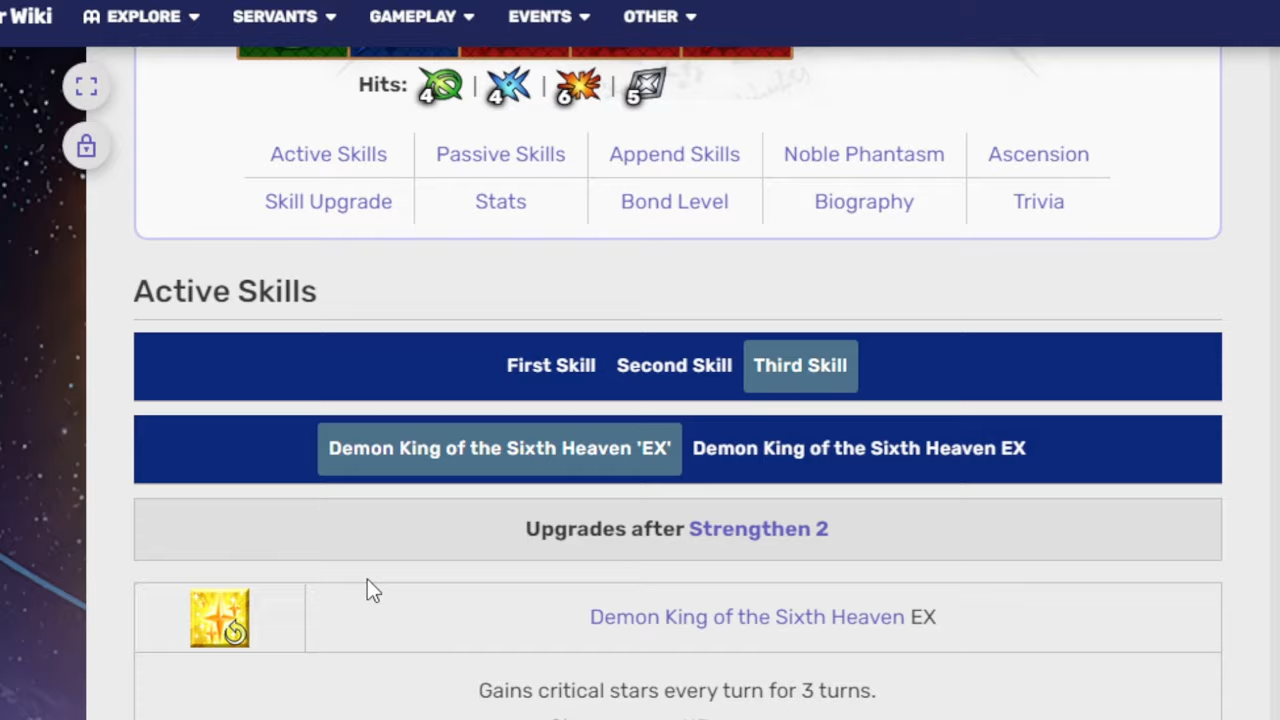 r Wiki EXPLORE SERVANTS GAMEPLAY EVENTS OTHER
Hits: 4 | 4 | 6 | 5
Active Skills Passive Skills Append Skills Noble Phantasm Ascension
Skill Upgrade Stats Bond Level Biography Trivia
Active Skills
First Skill Second Skill Third Skill
Demon King of the Sixth Heaven 'EX' Demon King of the Sixth Heaven EX
Upgrades after Strengthen 2
Demon King of the Sixth Heaven EX
Gains critical stars every turn for 3 turns.